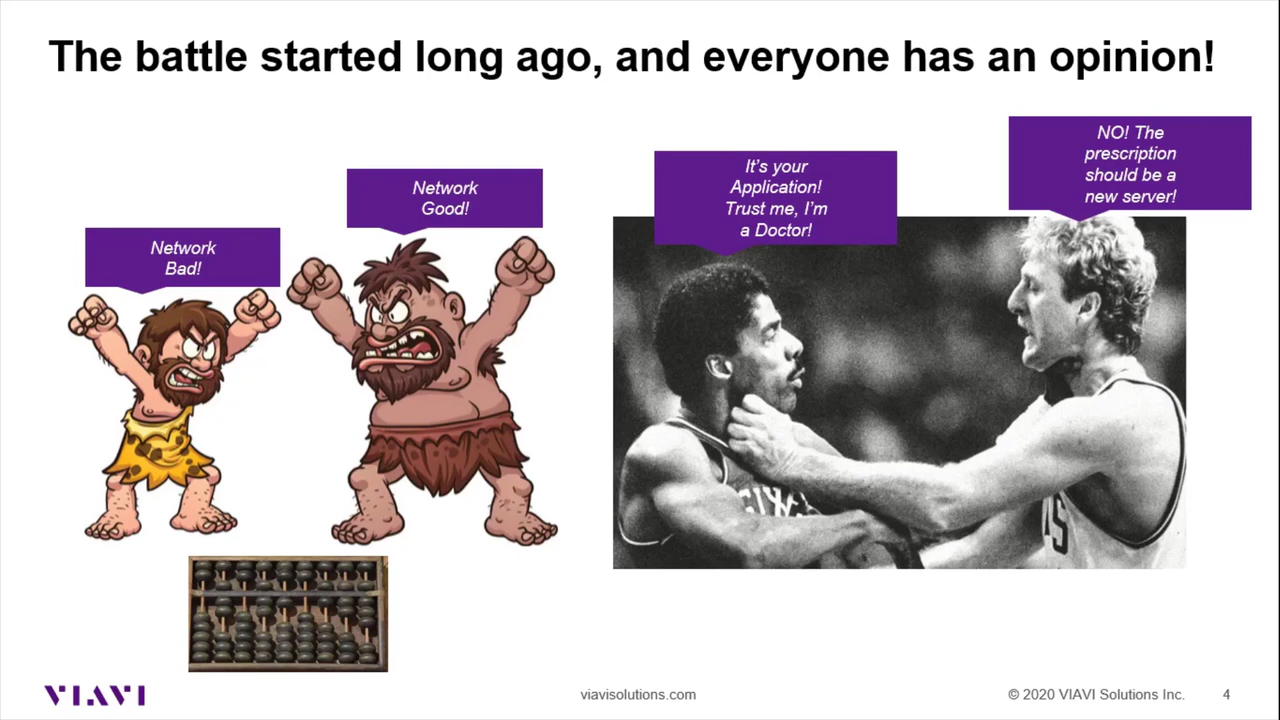 The battle started long ago, and everyone has an opinion!
Network
Bad!
Network
Good!
It's your
Application!
Trust me, I'm
a Doctor!
NO! The
prescription
should be a
new server!
VIAVI
viavisolutions.com
© 2020 VIAVI Solutions Inc.
4